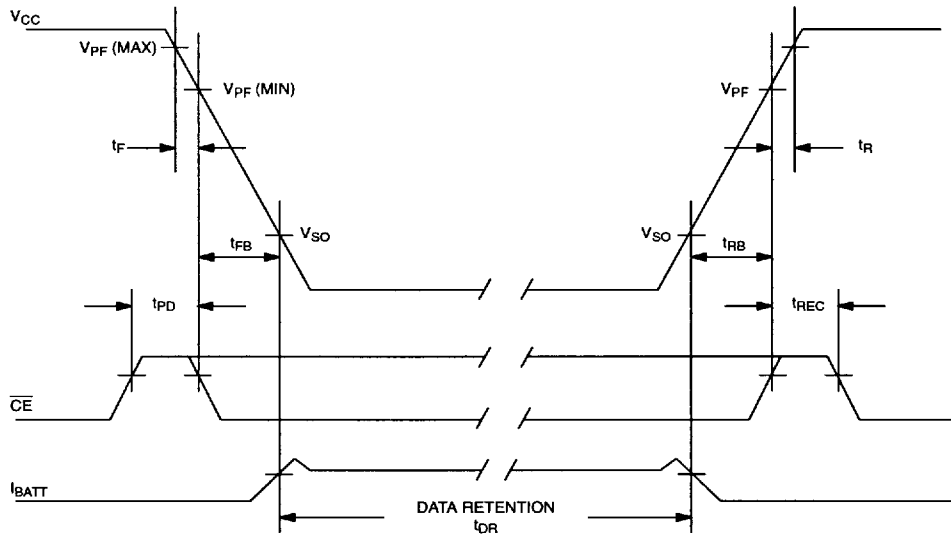 VCC
VPF (MAX)
VPF (MIN)
VPF
tF
tR
VSO
VSO
tFB
tRB
tPD
tREC
CE
IBATT
DATA RETENTION
tDR